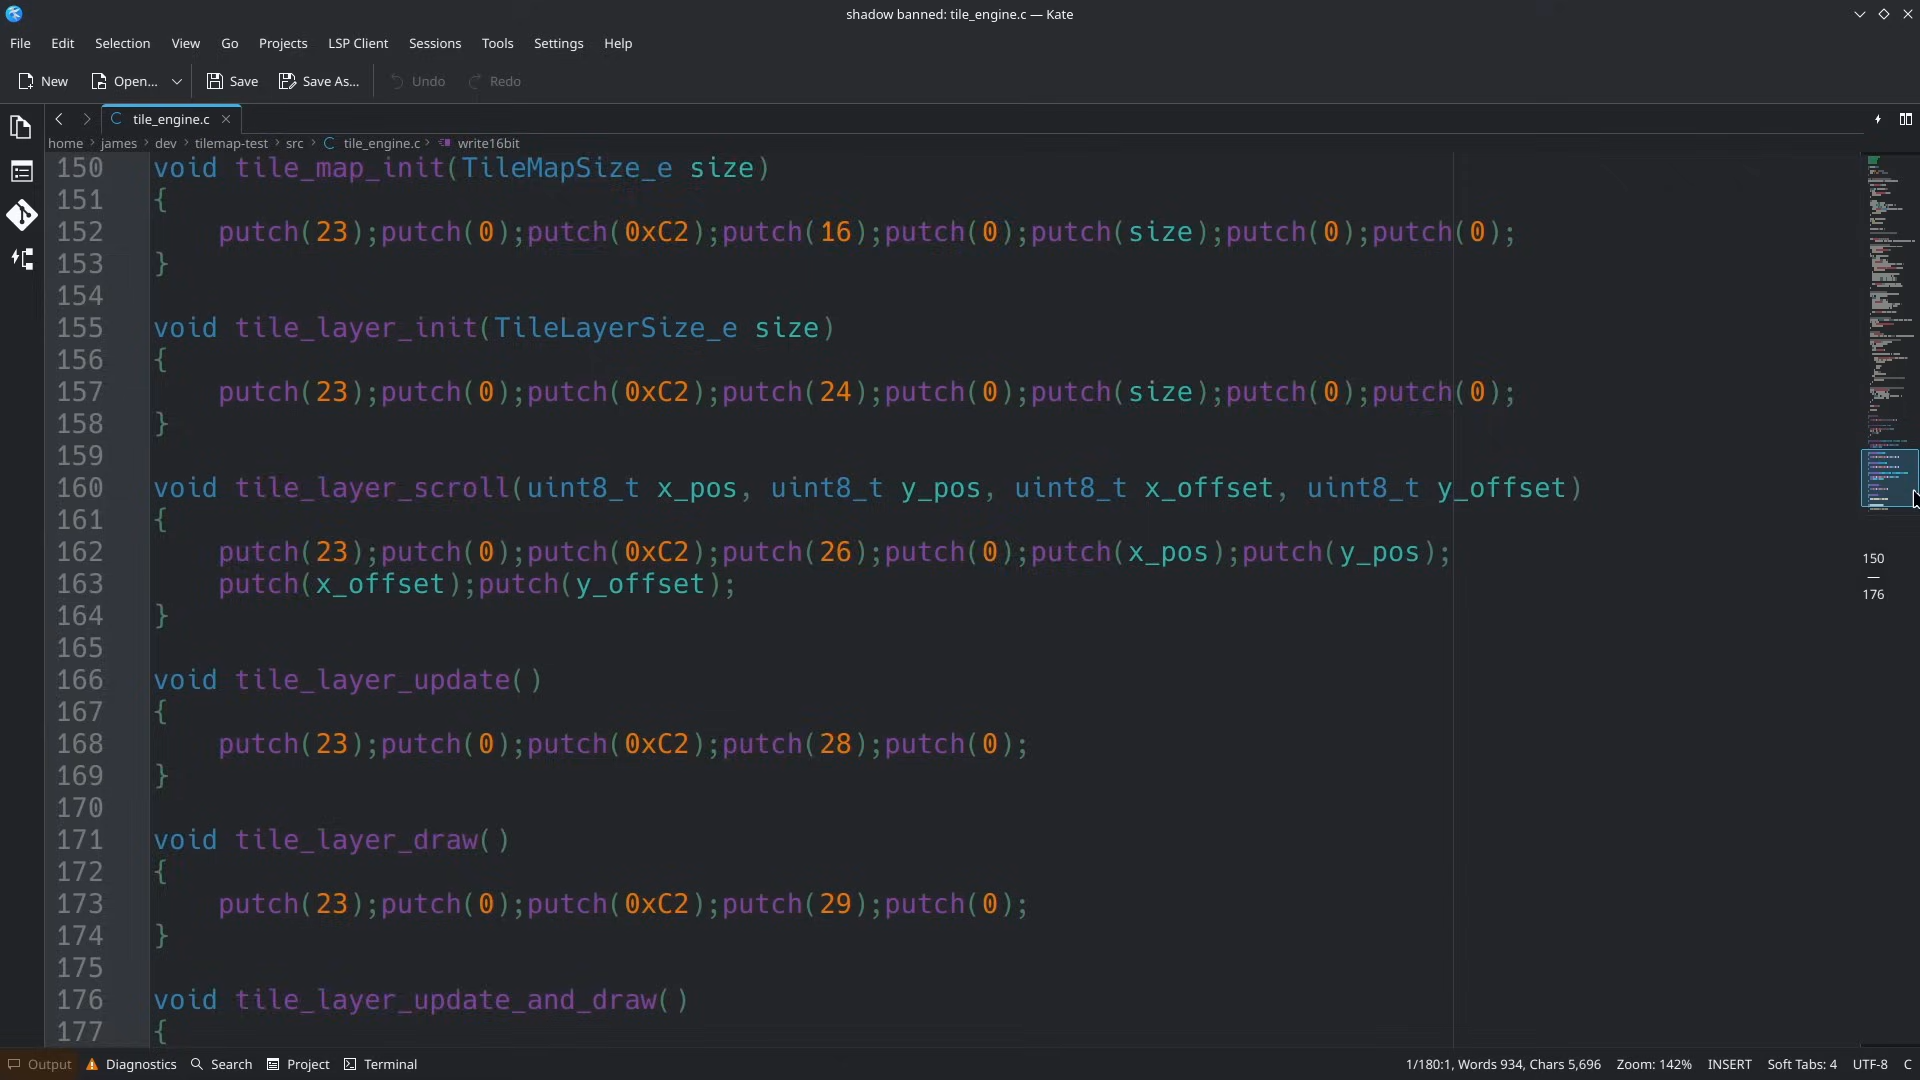 shadow banned: tile_engine.c — Kate
File Edit Selection View Go Projects LSP Client Sessions Tools Settings Help
New Open... Save Save As... Undo Redo
tile_engine.c
home > james > dev > tilemap-test > src > tile_engine.c > write16bit
150 void tile_map_init(TileMapSize_e size)
151 {
152     putch(23);putch(0);putch(0xC2);putch(16);putch(0);putch(size);putch(0);putch(0);
153 }
154
155 void tile_layer_init(TileLayerSize_e size)
156 {
157     putch(23);putch(0);putch(0xC2);putch(24);putch(0);putch(size);putch(0);putch(0);
158 }
159
160 void tile_layer_scroll(uint8_t x_pos, uint8_t y_pos, uint8_t x_offset, uint8_t y_offset)
161 {
162     putch(23);putch(0);putch(0xC2);putch(26);putch(0);putch(x_pos);putch(y_pos);
163     putch(x_offset);putch(y_offset);
164 }
165
166 void tile_layer_update()
167 {
168     putch(23);putch(0);putch(0xC2);putch(28);putch(0);
169 }
170
171 void tile_layer_draw()
172 {
173     putch(23);putch(0);putch(0xC2);putch(29);putch(0);
174 }
175
176 void tile_layer_update_and_draw()
177 {
150
—
176
Output Diagnostics Search Project Terminal 1/180:1, Words 934, Chars 5,696 Zoom: 142% INSERT Soft Tabs: 4 UTF-8 C